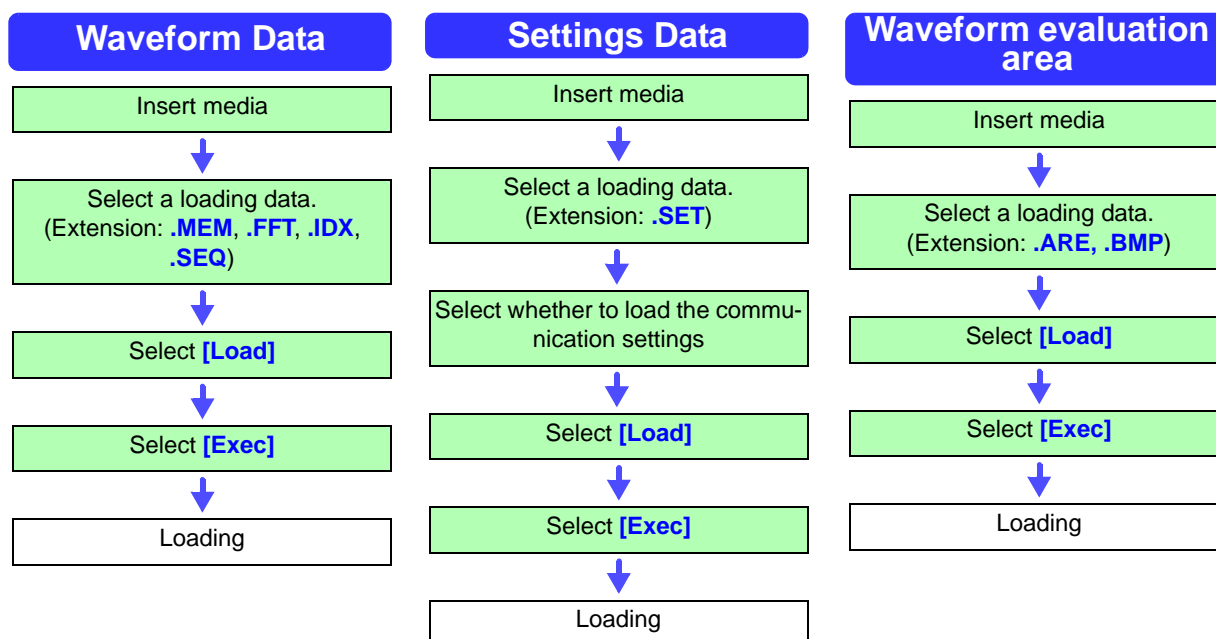 Waveform Data
Insert media
Select a loading data.
(Extension: .MEM, .FFT, .IDX,
.SEQ)
Select [Load]
Select [Exec]
Loading
Settings Data
Insert media
Select a loading data.
(Extension: .SET)
Select whether to load the commu-
nication settings
Select [Load]
Select [Exec]
Loading
Waveform evaluation
area
Insert media
Select a loading data.
(Extension: .ARE, .BMP)
Select [Load]
Select [Exec]
Loading